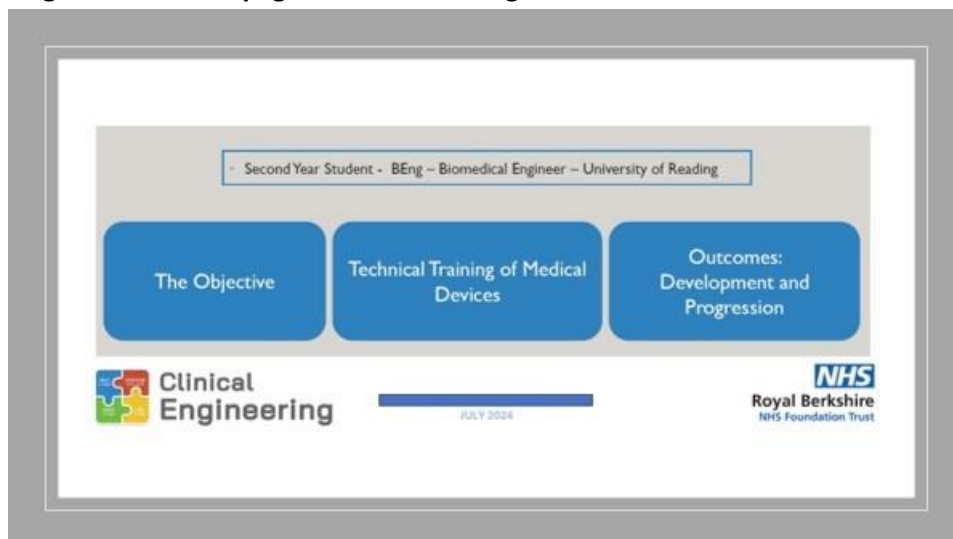 Second Year Student - BEng – Biomedical Engineer – University of Reading
The Objective
Technical Training of Medical
Devices
Outcomes:
Development and
Progression
Clinical
Engineering
JULY 2024
NHS
Royal Berkshire
NHS Foundation Trust